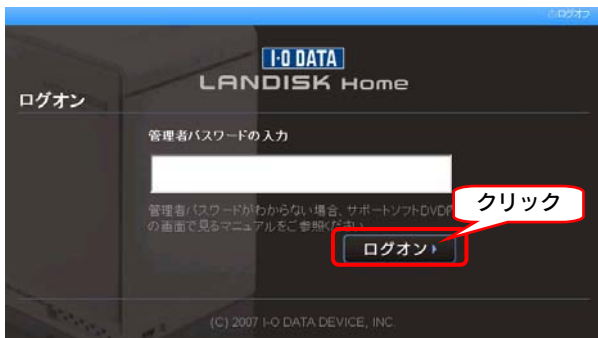 ログオフ
I-O DATA
LANDISK Home
ログオン
管理者パスワードの入力
管理者パスワードがわからない場合、サポートソフトDVD
の画面で見るマニュアルをご参照ください
クリック
ログオン
(C) 2007 I-O DATA DEVICE, INC.